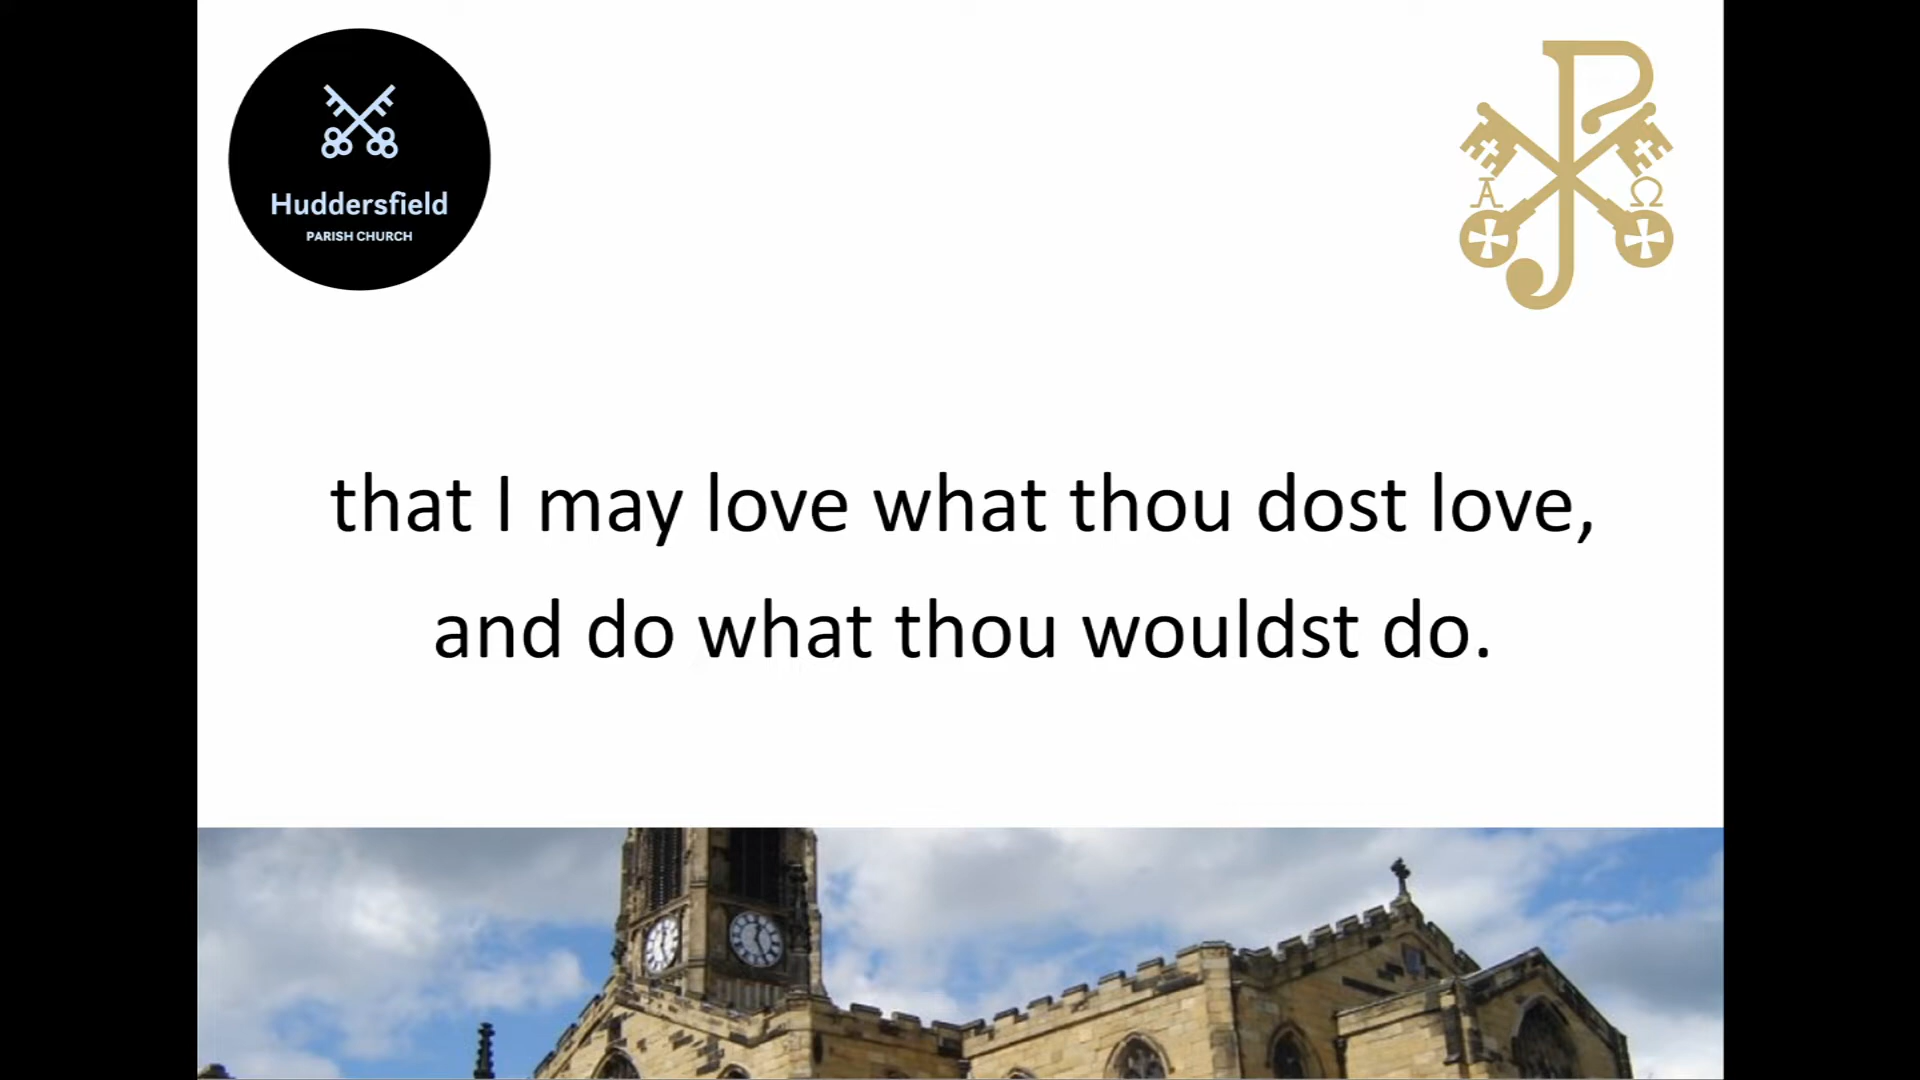 Huddersfield
PARISH CHURCH
Α Ω
that I may love what thou dost love,
and do what thou wouldst do.